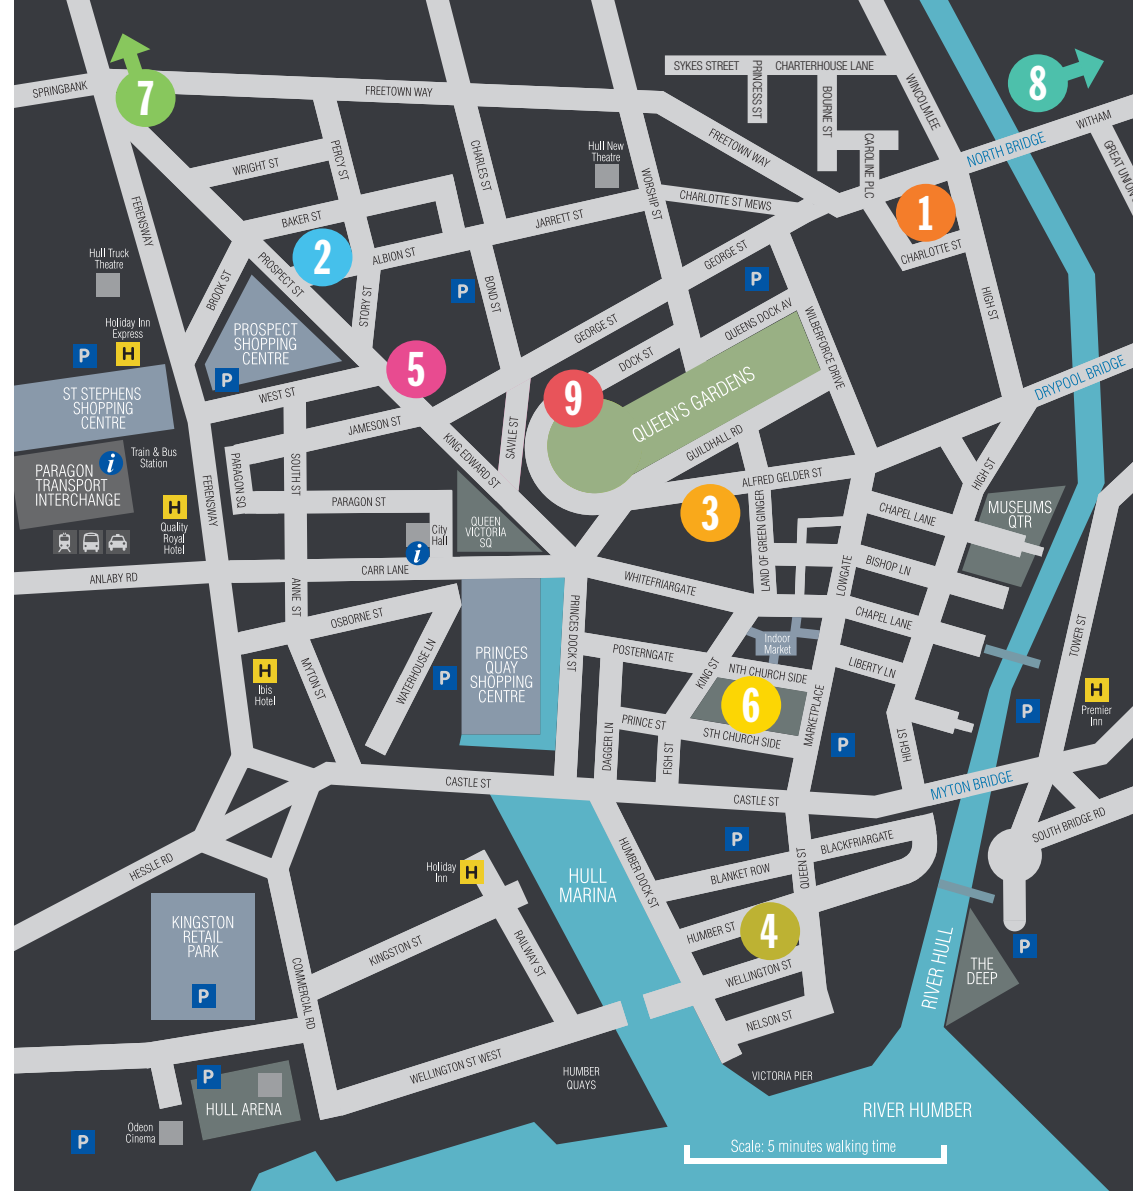 SYKES STREET
CHARTERHOUSE LANE
PRINCESS ST
BOURNE ST
WINCOLMLEE
8
7
SPRINGBANK
FREETOWN WAY
WITHAM
FREETOWN WAY
CAROLINE PLC
NORTH BRIDGE
GREAT UNION
PERCY ST
CHARLES ST
Hull New
Theatre
WRIGHT ST
WORSHIP ST
CHARLOTTE ST MEWS
1
FERENSWAY
BAKER ST
JARRETT ST
2
ALBION ST
GEORGE ST
CHARLOTTE ST
Hull Truck
Theatre
PROSPECT ST
BROOK ST
P
BOND ST
P
QUEENS DOCK AV
HIGH ST
STORY ST
GEORGE ST
WILBERFORCE DRIVE
Holiday Inn
Express
P
H
PROSPECT
SHOPPING
CENTRE
P
5
DOCK ST
DRYPOOL BRIDGE
ST STEPHENS
SHOPPING
CENTRE
WEST ST
9
QUEEN'S GARDENS
JAMESON ST
KING EDWARD ST
SAVILE ST
GUILDHALL RD
PARAGON
TRANSPORT
INTERCHANGE
i
Train & Bus
Station
PARAGON SQ
SOUTH ST
FERENSWAY
H
Quality
Royal
Hotel
PARAGON ST
QUEEN
VICTORIA
SQ
City
Hall
i
3
ALFRED GELDER ST
LAND OF GREEN GINGER
HIGH ST
MUSEUMS
QTR
CHAPEL LANE
BISHOP LN
LOWGATE
ANLABY RD
CARR LANE
WHITEFRIARGATE
ANNE ST
OSBORNE ST
PRINCES DOCK ST
CHAPEL LANE
TOWER ST
Indoor
Market
H
Ibis
Hotel
MYTON ST
WATERHOUSE LN
P
PRINCES
QUAY
SHOPPING
CENTRE
POSTERNGATE
KING ST
NTH CHURCH SIDE
LIBERTY LN
6
MARKETPLACE
H
Premier
Inn
P
PRINCE ST
STH CHURCH SIDE
DAGGER LN
FISH ST
P
HIGH ST
CASTLE ST
CASTLE ST
MYTON BRIDGE
SOUTH BRIDGE RD
HESSLE RD
Holiday
Inn
H
HULL
MARINA
HUMBER DOCK ST
P
BLANKET ROW
BLACKFRIARGATE
QUEEN ST
KINGSTON
RETAIL
PARK
P
KINGSTON ST
RAILWAY ST
HUMBER ST
4
WELLINGTON ST
NELSON ST
RIVER HULL
THE
DEEP
P
COMMERCIAL RD
WELLINGTON ST WEST
HUMBER
QUAYS
VICTORIA PIER
P
HULL ARENA
Odeon
Cinema
P
RIVER HUMBER
Scale: 5 minutes walking time